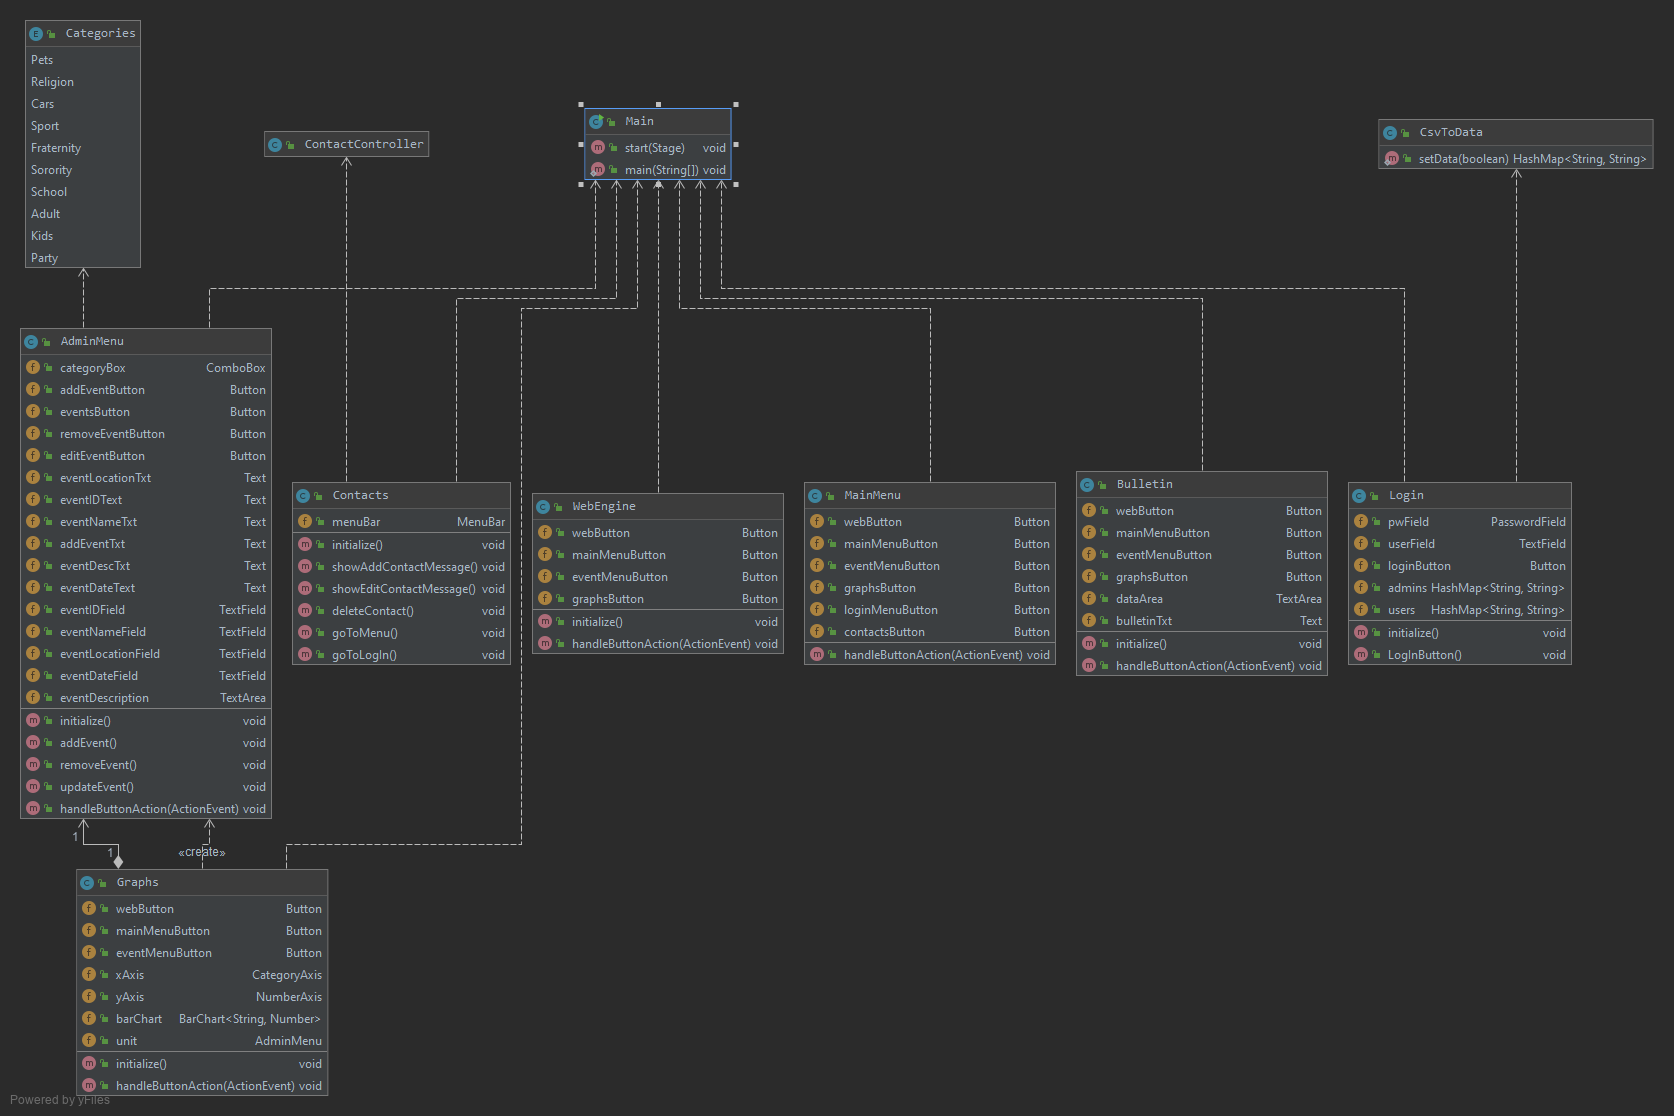 Categories
Pets
Religion
Cars
Sport
Fraternity
Sorority
School
Adult
Kids
Party
ContactController
Main
start(Stage) void
main(String[]) void
CsvToData
setData(boolean) HashMap<String, String>
AdminMenu
categoryBox ComboBox
addEventButton Button
eventsButton Button
removeEventButton Button
editEventButton Button
eventLocationTxt Text
eventIDText Text
eventNameTxt Text
addEventTxt Text
eventDescTxt Text
eventDateText Text
eventIDField TextField
eventNameField TextField
eventLocationField TextField
eventDateField TextField
eventDescription TextArea
initialize() void
addEvent() void
removeEvent() void
updateEvent() void
handleButtonAction(ActionEvent) void
Contacts
menuBar MenuBar
initialize() void
showAddContactMessage() void
showEditContactMessage() void
deleteContact() void
goToMenu() void
goToLogIn() void
WebEngine
webButton Button
mainMenuButton Button
eventMenuButton Button
graphsButton Button
initialize() void
handleButtonAction(ActionEvent) void
MainMenu
webButton Button
mainMenuButton Button
eventMenuButton Button
graphsButton Button
loginMenuButton Button
contactsButton Button
handleButtonAction(ActionEvent) void
Bulletin
webButton Button
mainMenuButton Button
eventMenuButton Button
graphsButton Button
dataArea TextArea
bulletinTxt Text
initialize() void
handleButtonAction(ActionEvent) void
Login
pwField PasswordField
userField TextField
loginButton Button
admins HashMap<String, String>
users HashMap<String, String>
initialize() void
LogInButton() void
1
1
«create»
Graphs
webButton Button
mainMenuButton Button
eventMenuButton Button
xAxis CategoryAxis
yAxis NumberAxis
barChart BarChart<String, Number>
unit AdminMenu
initialize() void
handleButtonAction(ActionEvent) void
Powered by yFiles